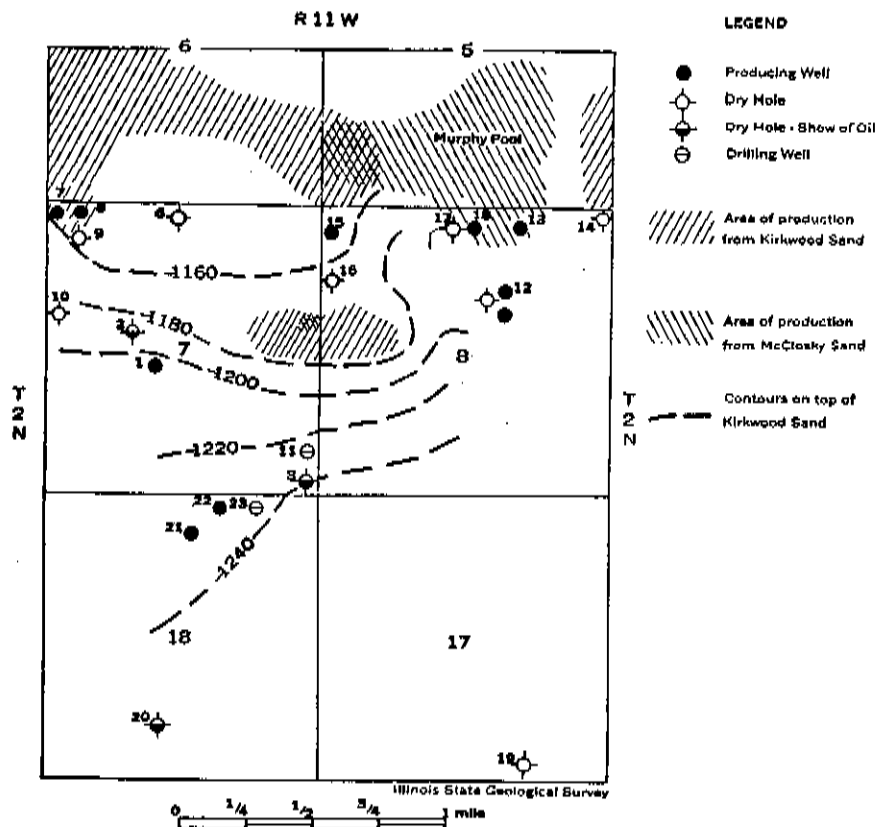 R 11 W
LEGEND
6
5
Producing Well
Dry Hole
Dry Hole - Show of Oil
Drilling Well
Murphy Pool
7
6
15
17
18
13
14
9
Area of production
from Kirkwood Sand
1160
16
10
12
1180
2
7
8
Area of production
from McClosky Sand
1
1200
T
2
N
T
2
N
Contours on top of
Kirkwood Sand
1220
11
3
22
23
21
1240
18
17
20
19
Illinois State Geological Survey
0
1/4
1/2
3/4
1 mile